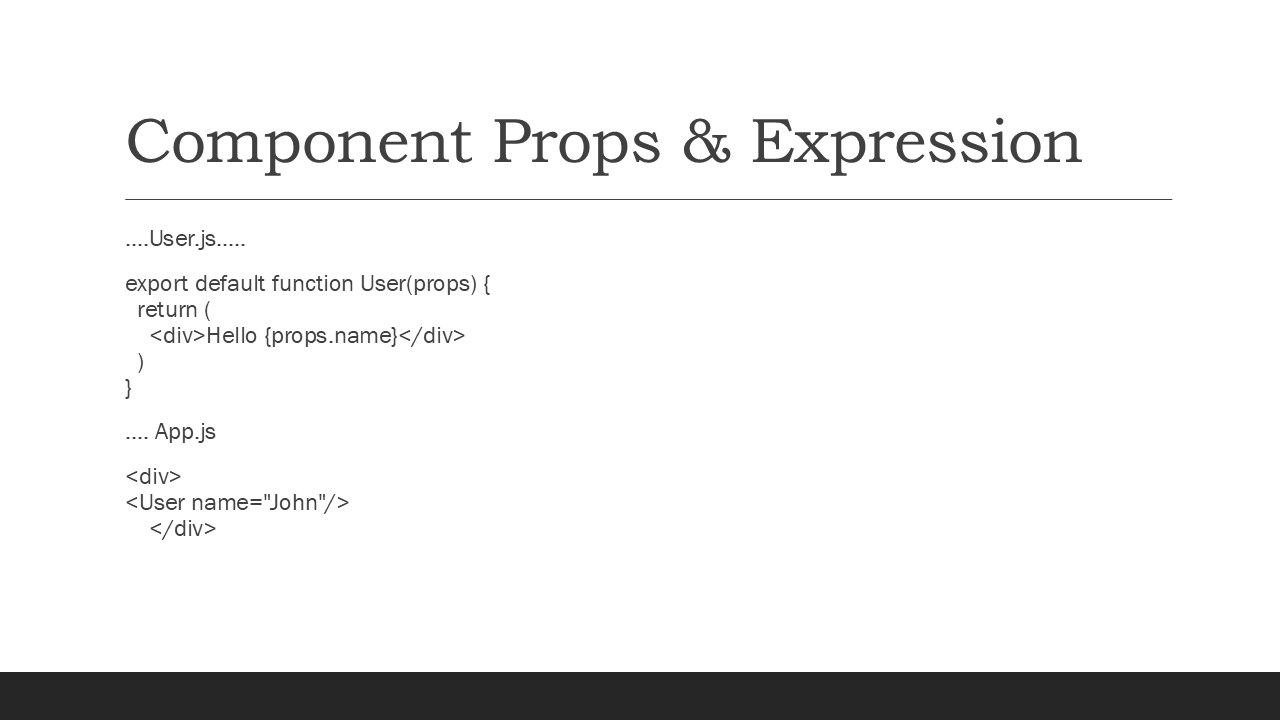 Component Props & Expression
....User.js.....
export default function User(props) {
  return (
    <div>Hello {props.name}</div>
  )
}
.... App.js
<div>
<User name="John"/>
    </div>